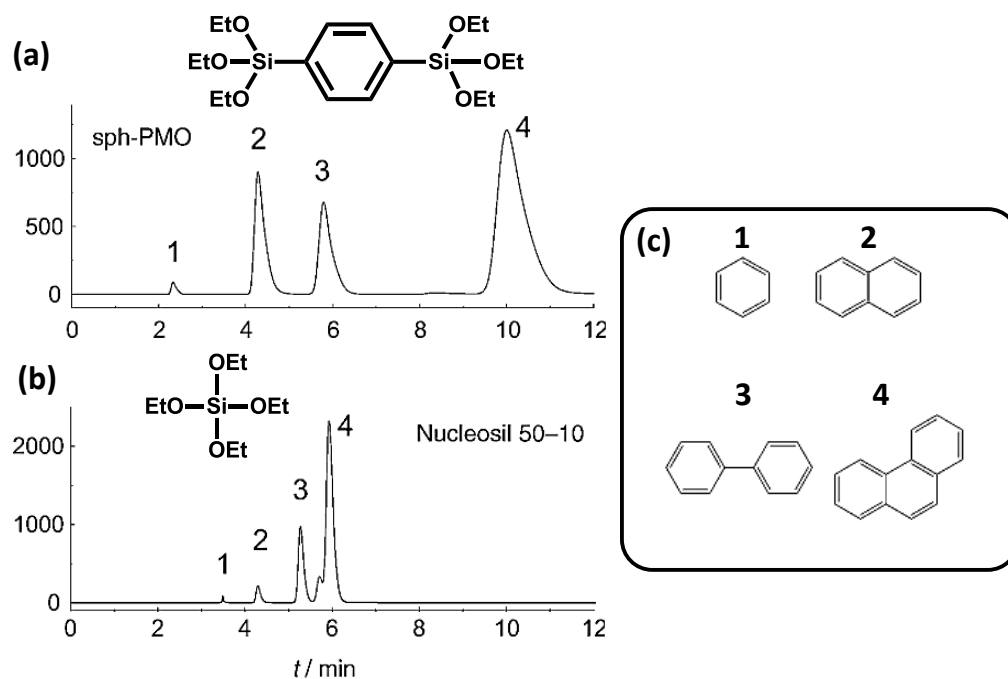 (a)
OEt OEt
EtO
EtO Si Si OEt
EtO OEt
sph-PMO
1 2 3 4
1000
500
0
0 2 4 6 8 10 12
(b)
OEt
EtO Si OEt
OEt
Nucleosil 50–10
1 2 3 4
2000
1000
0
0 2 4 6 8 10 12
t / min
(c)
1 2
3 4